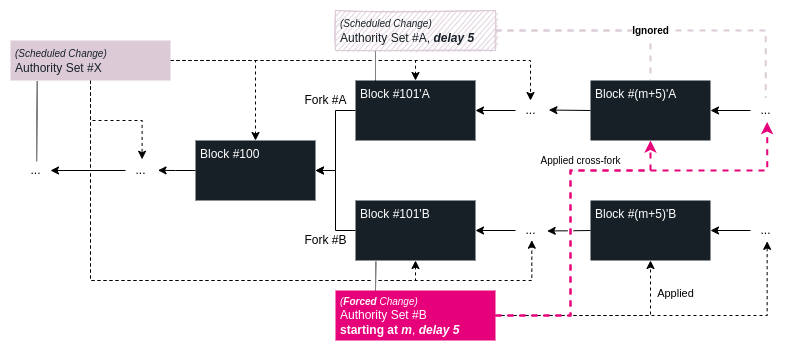 (Scheduled Change)
Authority Set #A, delay 5
Ignored
(Scheduled Change)
Authority Set #X
Fork #A
Block #101'A
...
Block #(m+5)'A
...
Applied cross-fork
Block #100
...
...
Block #101'B
...
Block #(m+5)'B
...
Fork #B
(Forced Change)
Authority Set #B
starting at m, delay 5
Applied